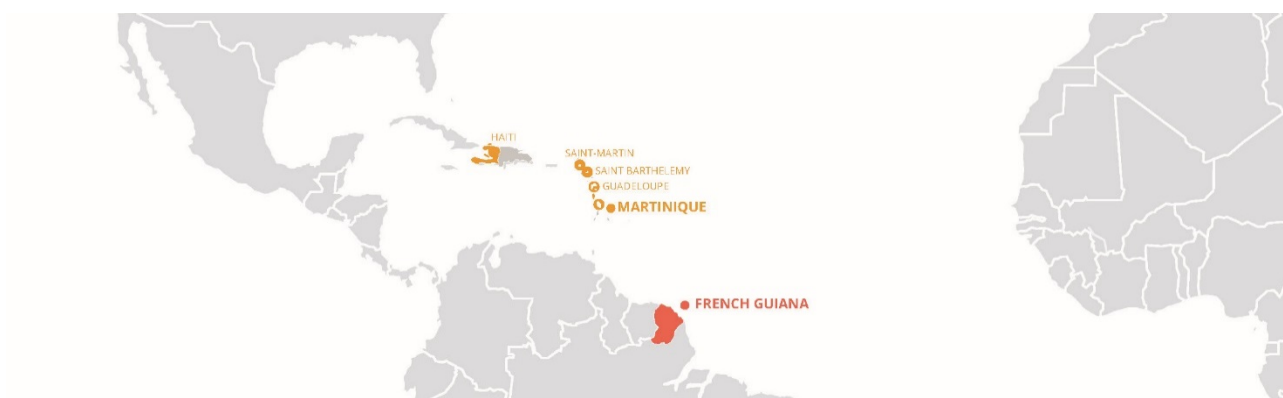 HAITI
SAINT-MARTIN
SAINT BARTHELEMY
GUADELOUPE
MARTINIQUE
FRENCH GUIANA